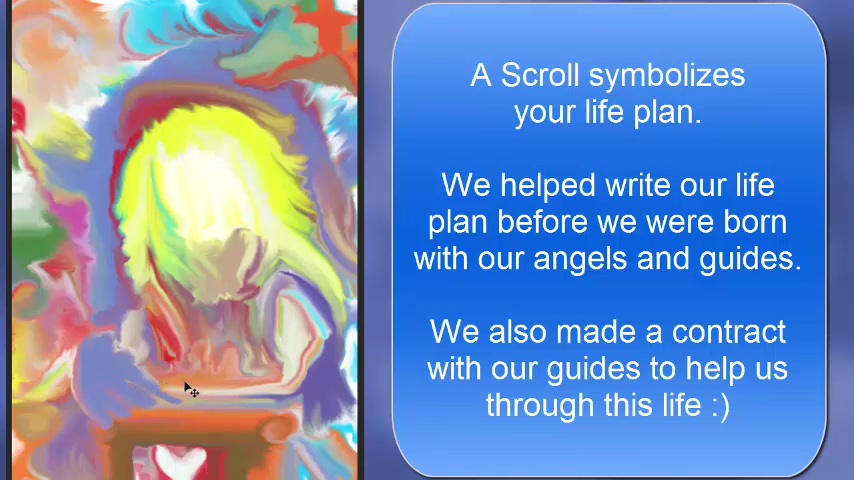 A Scroll symbolizes
your life plan.
We helped write our life
plan before we were born
with our angels and guides.
We also made a contract
with our guides to help us
through this life :)